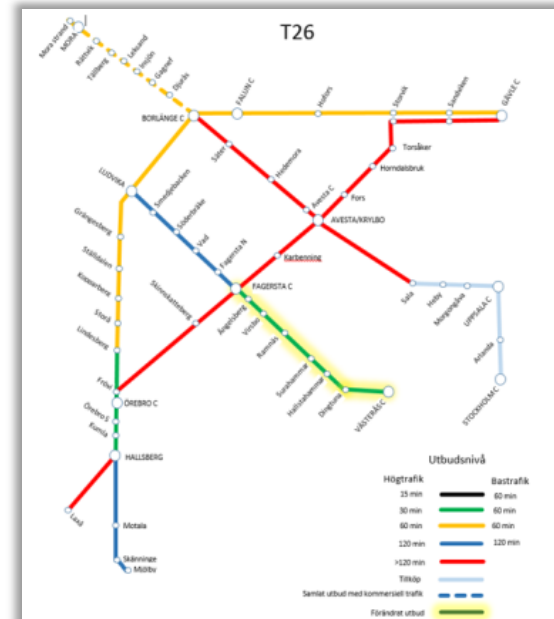 T26
Mora strand
MORA
Rättvik
Tällberg
Leksand
Insjön
Gagnef
Djurås
BORLÄNGE C
FALUN C
Hofors
Storvik
Sandviken
GÄVLE C
Torsåker
Horndalsbruk
Fors
Säter
Hedemora
Avesta C
AVESTA/KRYLBO
LUDVIKA
Smedjebacken
Söderbärke
Vad
Fagersta N
FAGERSTA C
Karbenning
Grängesberg
Ställdalen
Kopparberg
Storå
Lindesberg
Skinnskatteberg
Ängelsberg
Virsbo
Ramnäs
Surahammar
Hallstahammar
Dingtuna
VÄSTERÅS C
Sala
Heby
Morgongåva
UPPSALA C
Arlanda
STOCKHOLM C
Frövi
ÖREBRO C
Örebro S
Kumla
HALLSBERG
Laxå
Motala
Skänninge
Mjölby
Utbudsnivå
Högtrafik Bastrafik
15 min 60 min
30 min 60 min
60 min 60 min
120 min 120 min
>120 min
Tillköp
Samlat utbud med kommersiell trafik
Förändrat utbud